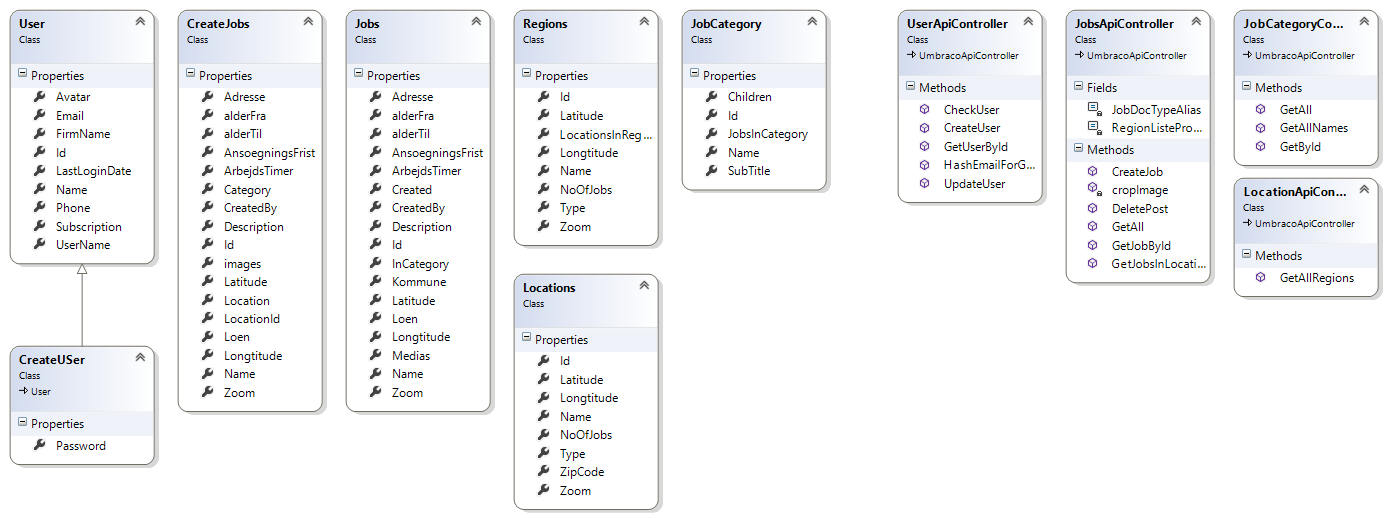 User
Class
Properties
Avatar
Email
FirmName
Id
LastLoginDate
Name
Phone
Subscription
UserName
CreateUSer
Class
User
Properties
Password
CreateJobs
Class
Properties
Adresse
alderFra
alderTil
AnsoegningsFrist
ArbejdsTimer
Category
CreatedBy
Description
Id
images
Latitude
Location
LocationId
Loen
Longtitude
Name
Zoom
Jobs
Class
Properties
Adresse
alderFra
alderTil
AnsoegningsFrist
ArbejdsTimer
Created
CreatedBy
Description
Id
InCategory
Kommune
Latitude
Loen
Longtitude
Medias
Name
Zoom
Regions
Class
Properties
Id
Latitude
LocationsInReg...
Longtitude
Name
NoOfJobs
Type
Zoom
Locations
Class
Properties
Id
Latitude
Longtitude
Name
NoOfJobs
Type
ZipCode
Zoom
JobCategory
Class
Properties
Children
Id
JobsInCategory
Name
SubTitle
UserApiController
Class
UmbracoApiController
Methods
CheckUser
CreateUser
GetUserById
HashEmailForG...
UpdateUser
JobsApiController
Class
UmbracoApiController
Fields
JobDocTypeAlias
RegionListePro...
Methods
CreateJob
cropImage
DeletePost
GetAll
GetJobById
GetJobsInLocati...
JobCategoryCo...
Class
UmbracoApiController
Methods
GetAll
GetAllNames
GetById
LocationApiCon...
Class
UmbracoApiController
Methods
GetAllRegions